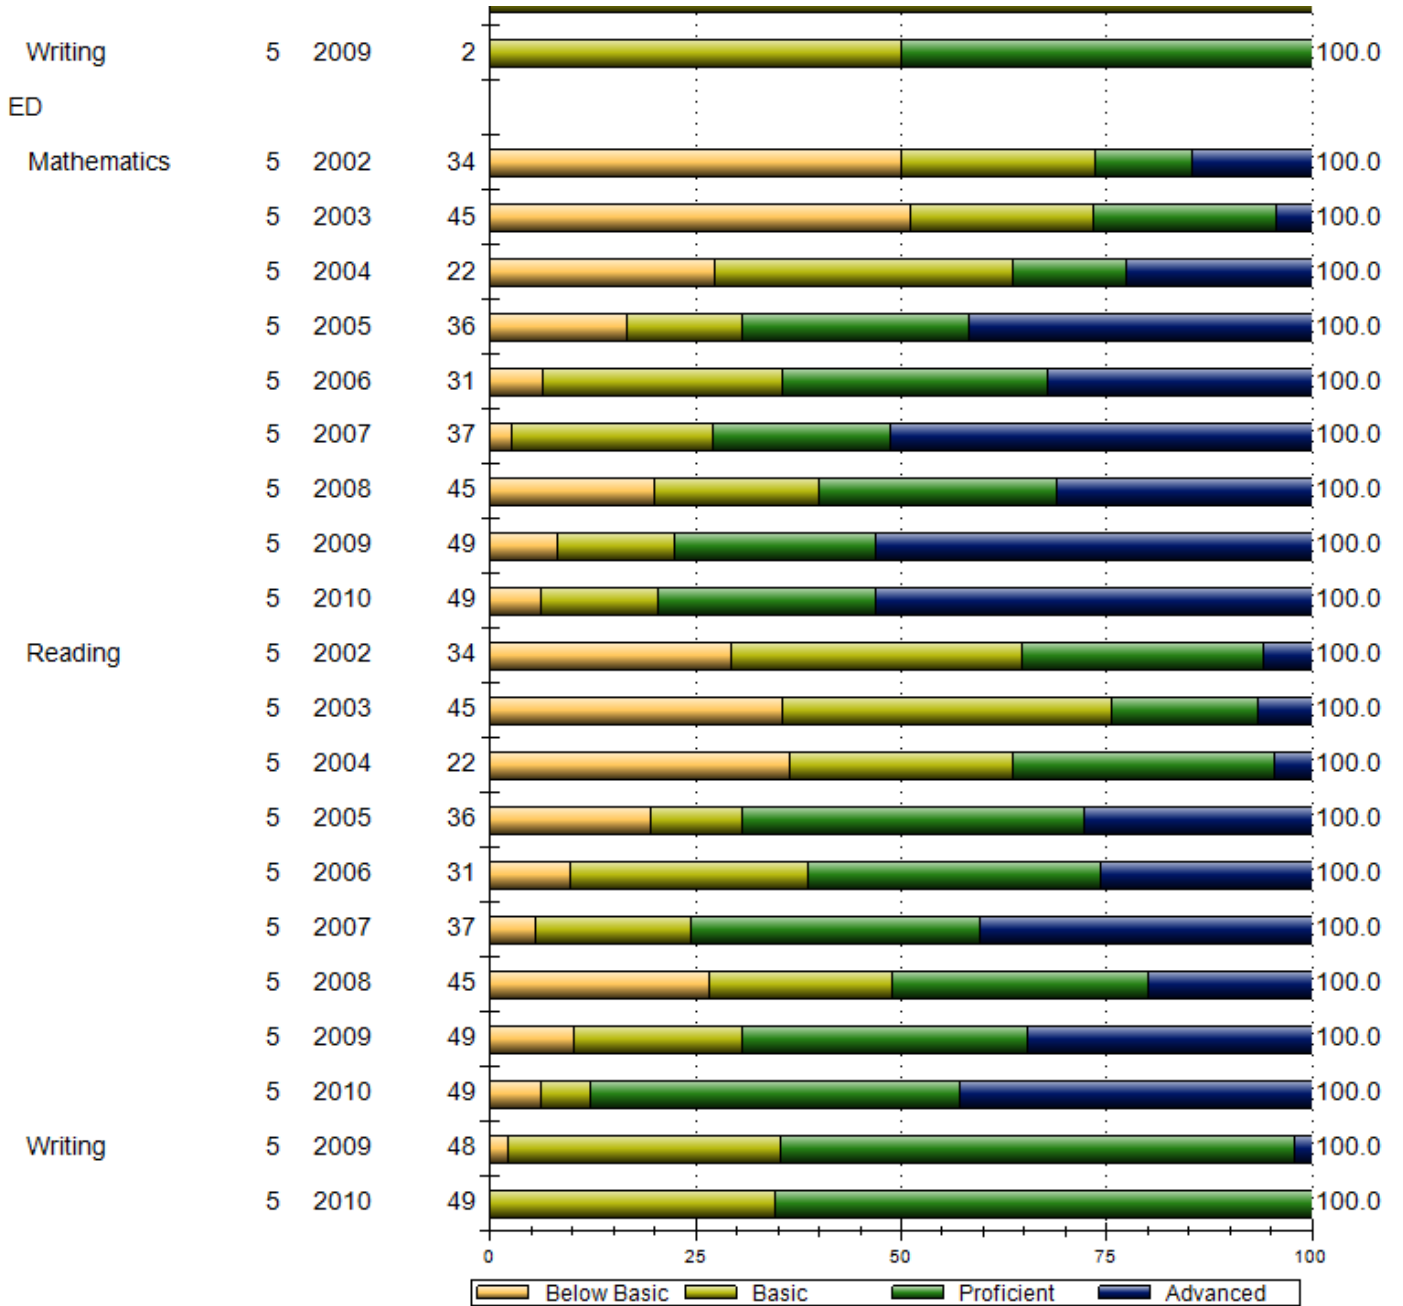 Writing 5 2009 2 100.0
ED
Mathematics 5 2002 34 100.0
5 2003 45 100.0
5 2004 22 100.0
5 2005 36 100.0
5 2006 31 100.0
5 2007 37 100.0
5 2008 45 100.0
5 2009 49 100.0
5 2010 49 100.0
Reading 5 2002 34 100.0
5 2003 45 100.0
5 2004 22 100.0
5 2005 36 100.0
5 2006 31 100.0
5 2007 37 100.0
5 2008 45 100.0
5 2009 49 100.0
5 2010 49 100.0
Writing 5 2009 48 100.0
5 2010 49 100.0
0 25 50 75 100
Below Basic Basic Proficient Advanced